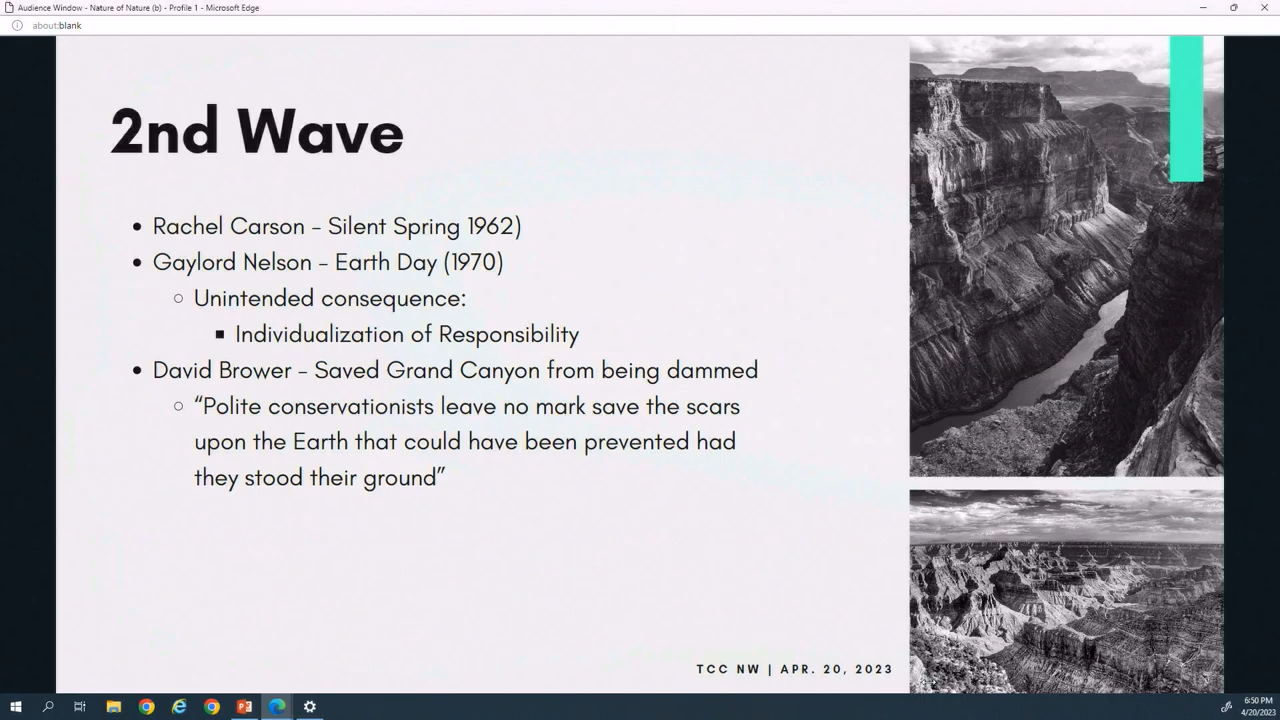 Audience Window - Nature of Nature (b) - Profile 1 - Microsoft Edge
about:blank
2nd Wave
• Rachel Carson – Silent Spring 1962)
• Gaylord Nelson – Earth Day (1970)
○ Unintended consequence:
■ Individualization of Responsibility
• David Brower – Saved Grand Canyon from being dammed
○ “Polite conservationists leave no mark save the scars
upon the Earth that could have been prevented had
they stood their ground”
TCC NW | APR. 20, 2023
6:50 PM
4/20/2023